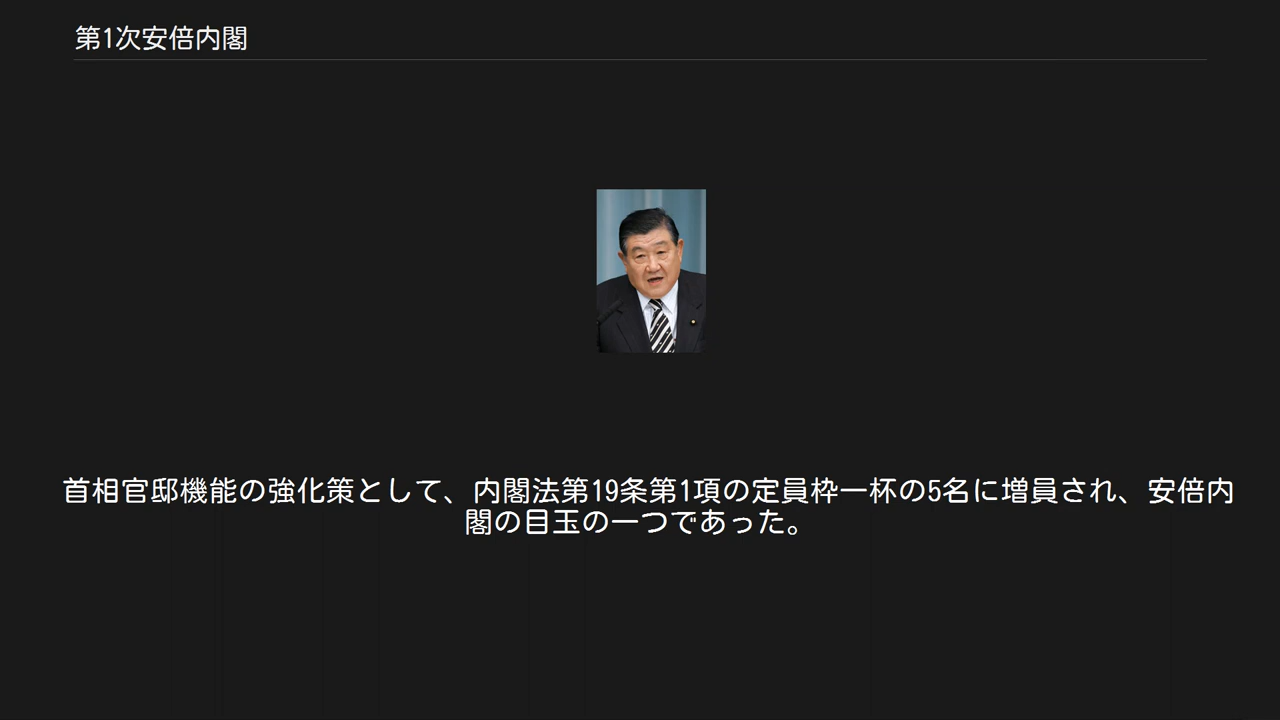 第1次安倍内閣
首相官邸機能の強化策として、内閣法第19条第1項の定員枠一杯の5名に増員され、安倍内
閣の目玉の一つであった。